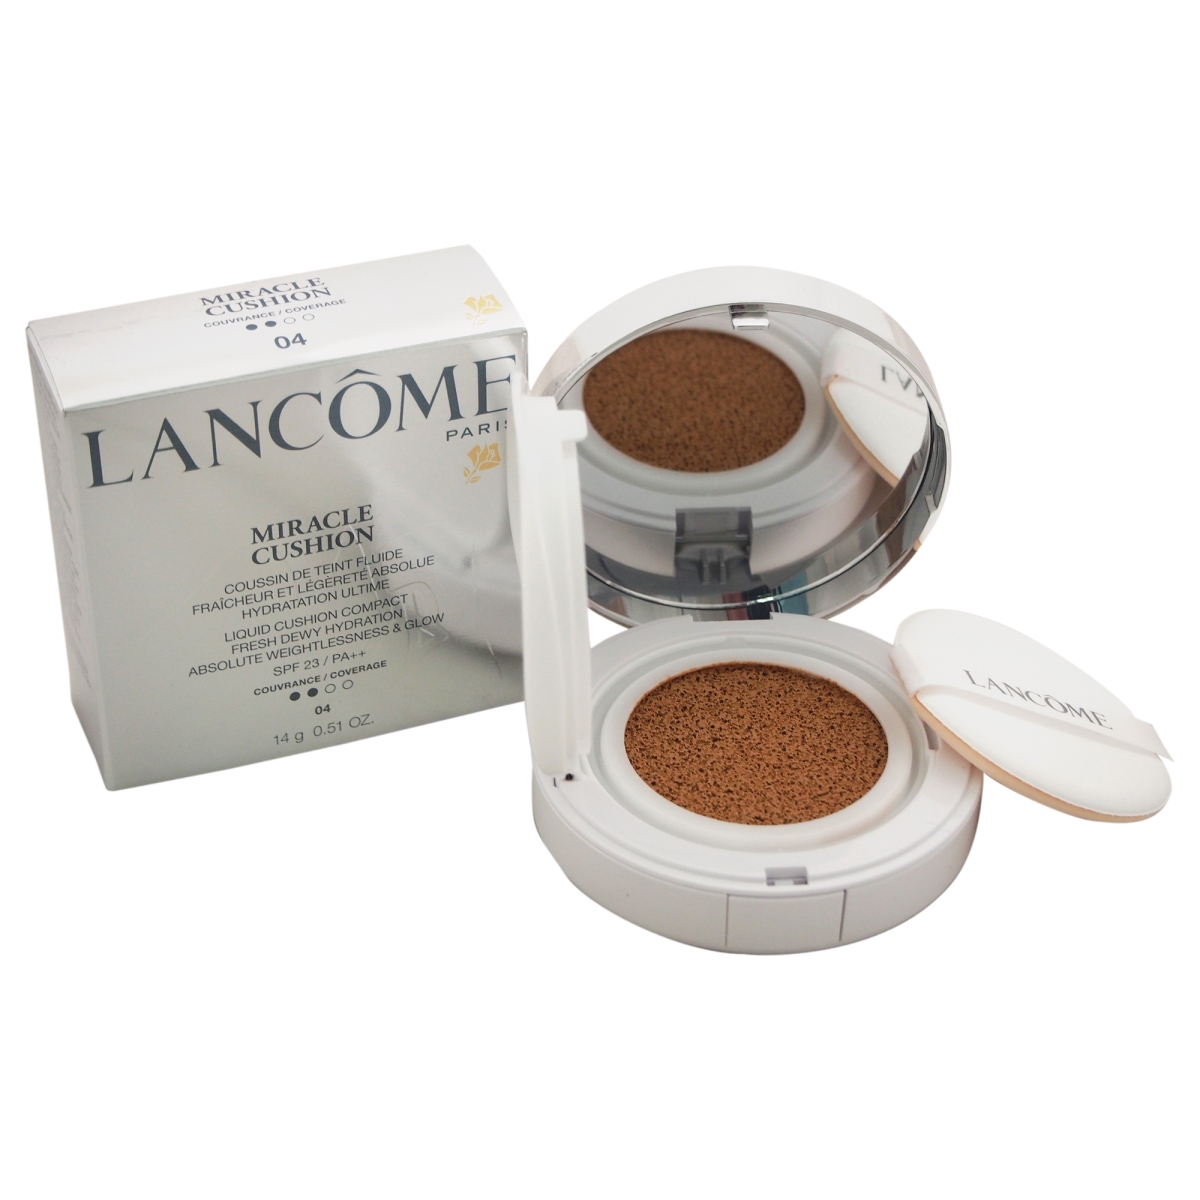 MIRACLE
CUSHION
COUVRANCE / COVERAGE
04
LANCÔME
PARIS
MIRACLE
CUSHION
COUSSIN DE TEINT FLUIDE
FRAÎCHEUR ET LÉGÈRETÉ ABSOLUE
HYDRATATION ULTIME
LIQUID CUSHION COMPACT
FRESH DEWY HYDRATION
ABSOLUTE WEIGHTLESSNESS & GLOW
SPF 23 / PA++
COUVRANCE / COVERAGE
04
14 g 0.51 OZ.
LANCÔME